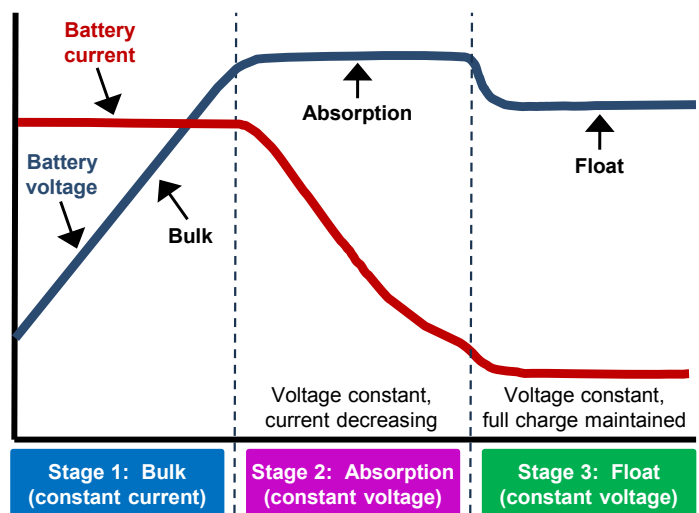 Battery
current
Absorption
Float
Battery
voltage
Bulk
Voltage constant,
current decreasing
Voltage constant,
full charge maintained
Stage 1:  Bulk
(constant current)
Stage 2:  Absorption
(constant voltage)
Stage 3:  Float
(constant voltage)